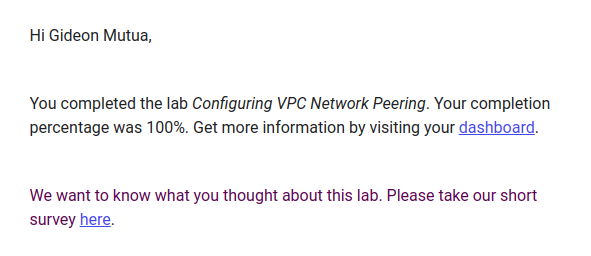 Hi Gideon Mutua,
You completed the lab Configuring VPC Network Peering. Your completion
percentage was 100%. Get more information by visiting your dashboard.
We want to know what you thought about this lab. Please take our short
survey here.